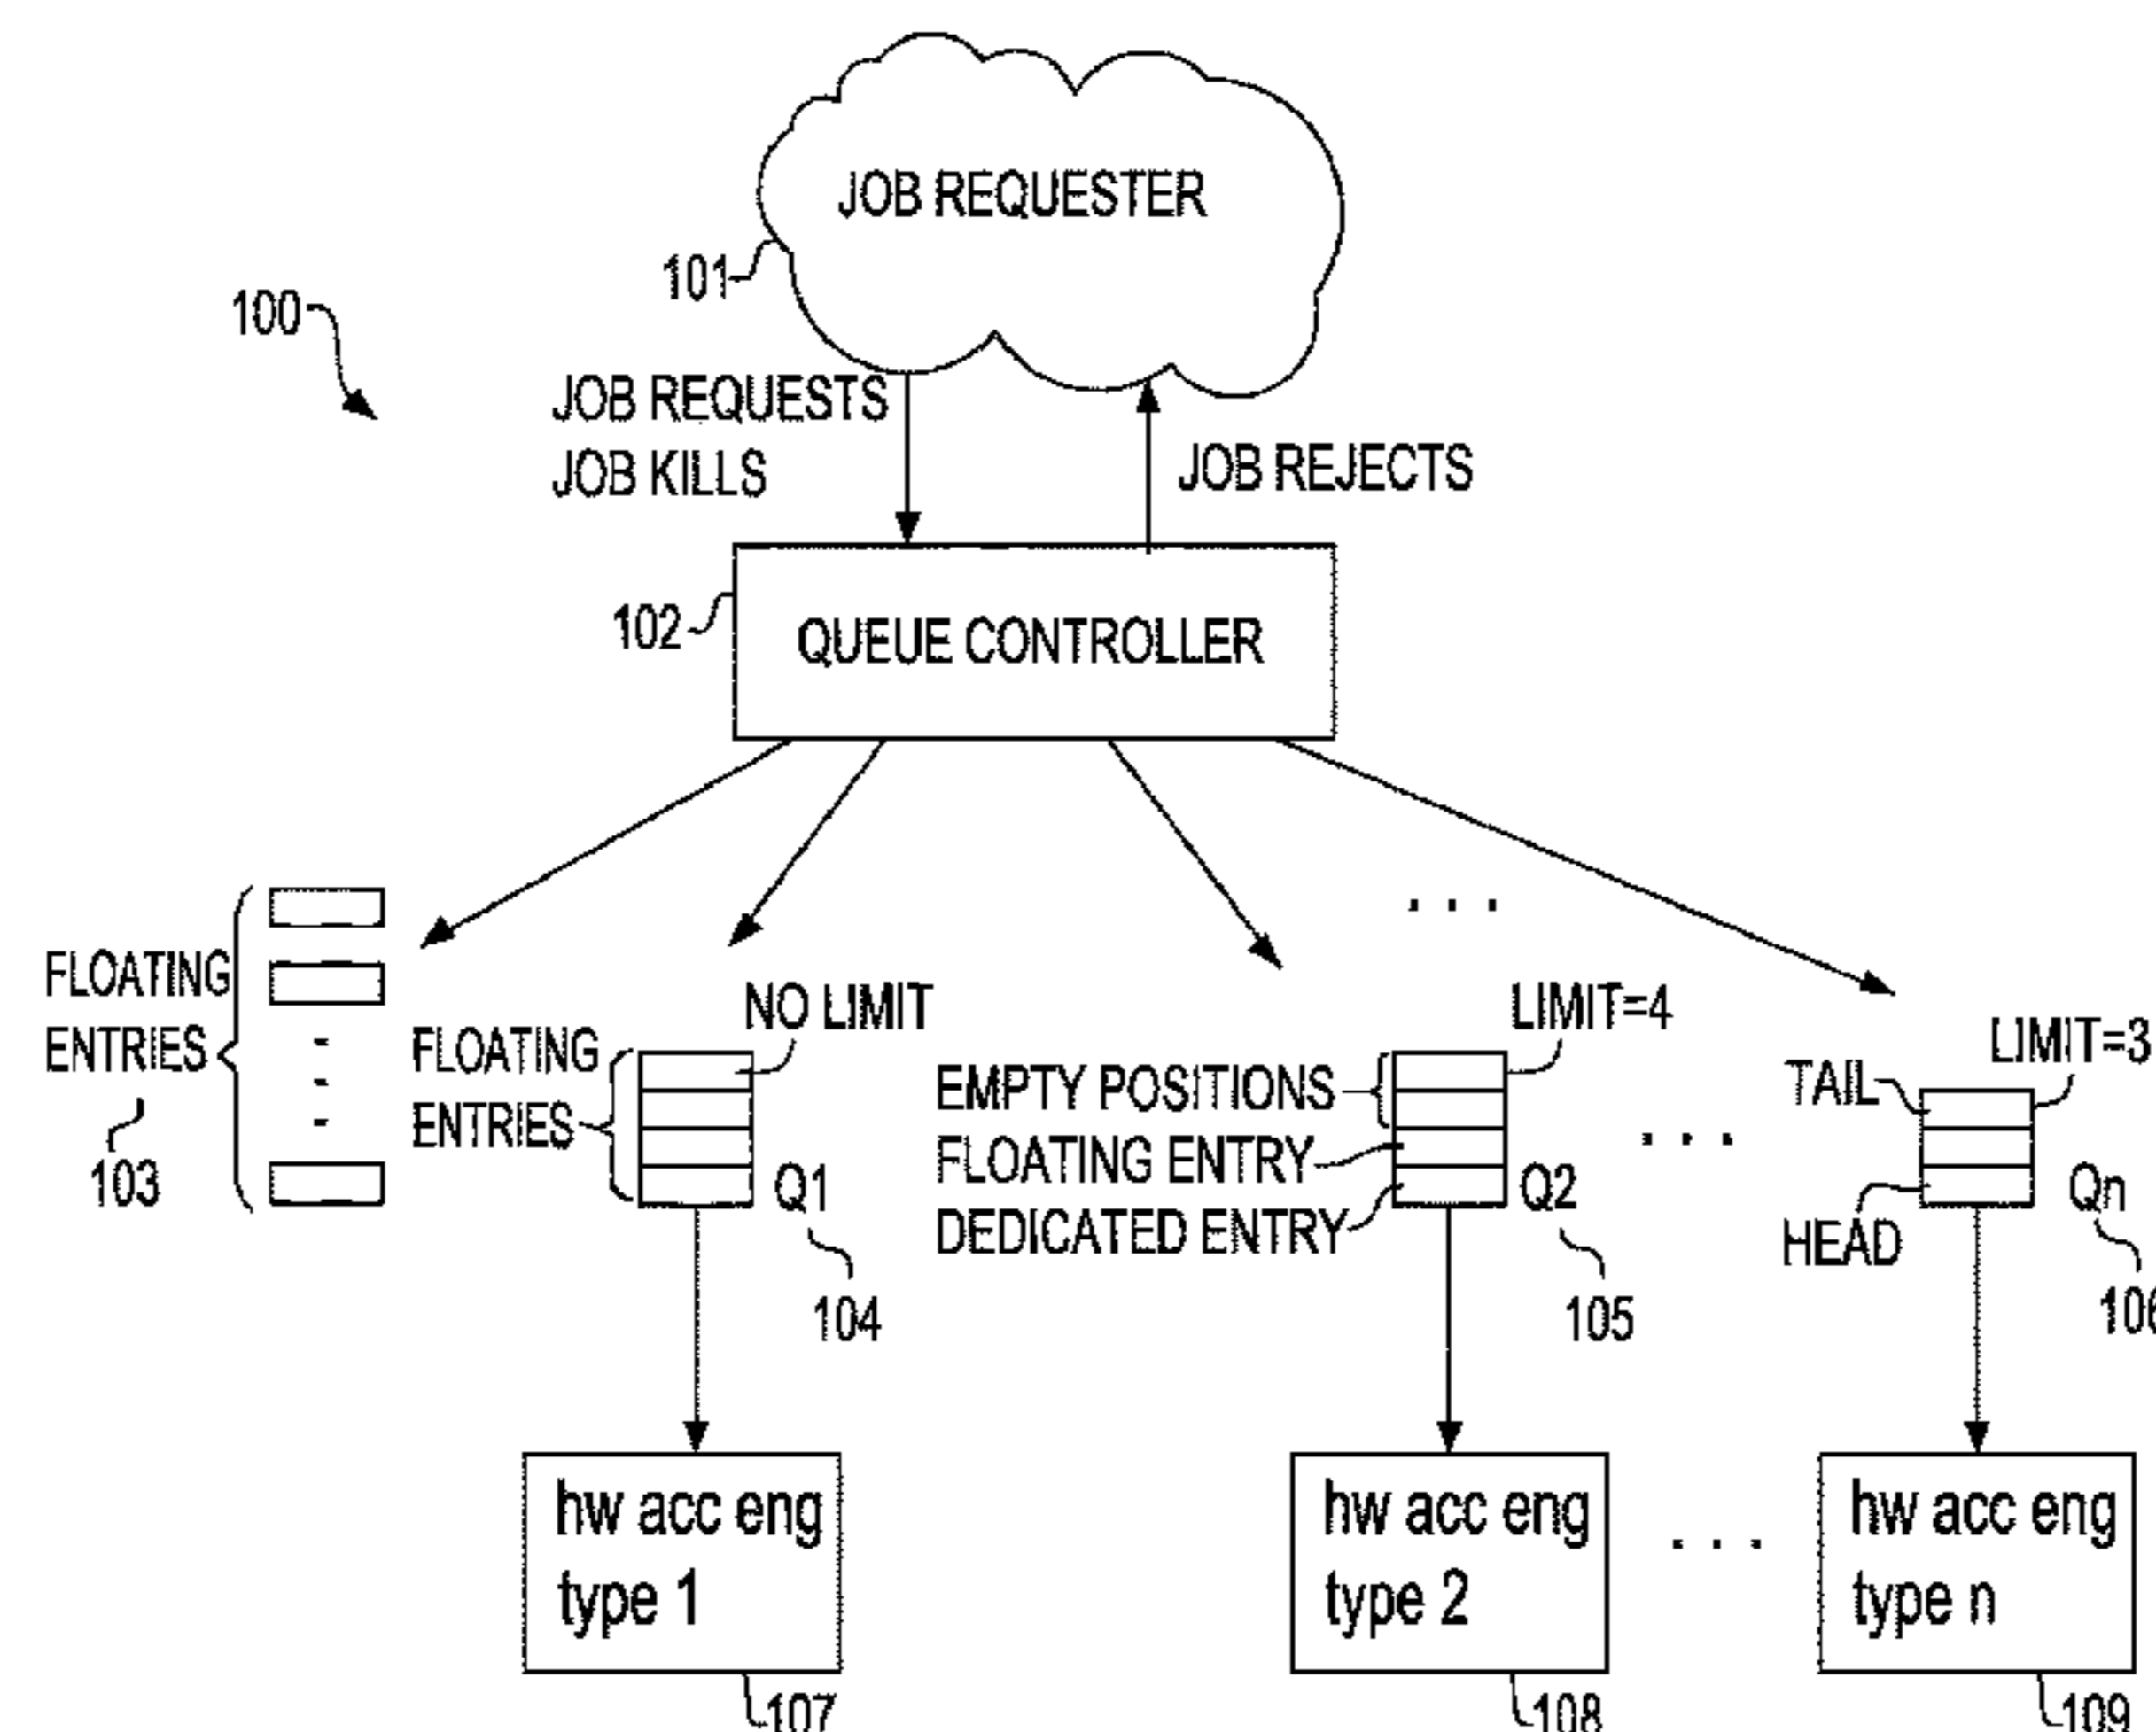 JOB REQUESTER
101
100
JOB REQUESTS
JOB KILLS
JOB REJECTS
102
QUEUE CONTROLLER
. . .
FLOATING
ENTRIES
103
NO LIMIT
FLOATING
ENTRIES
Q1
104
LIMIT=4
EMPTY POSITIONS
FLOATING ENTRY
DEDICATED ENTRY
Q2
105
. . .
LIMIT=3
TAIL
HEAD
Qn
106
hw acc eng
type 1
107
hw acc eng
type 2
108
. . .
hw acc eng
type n
109